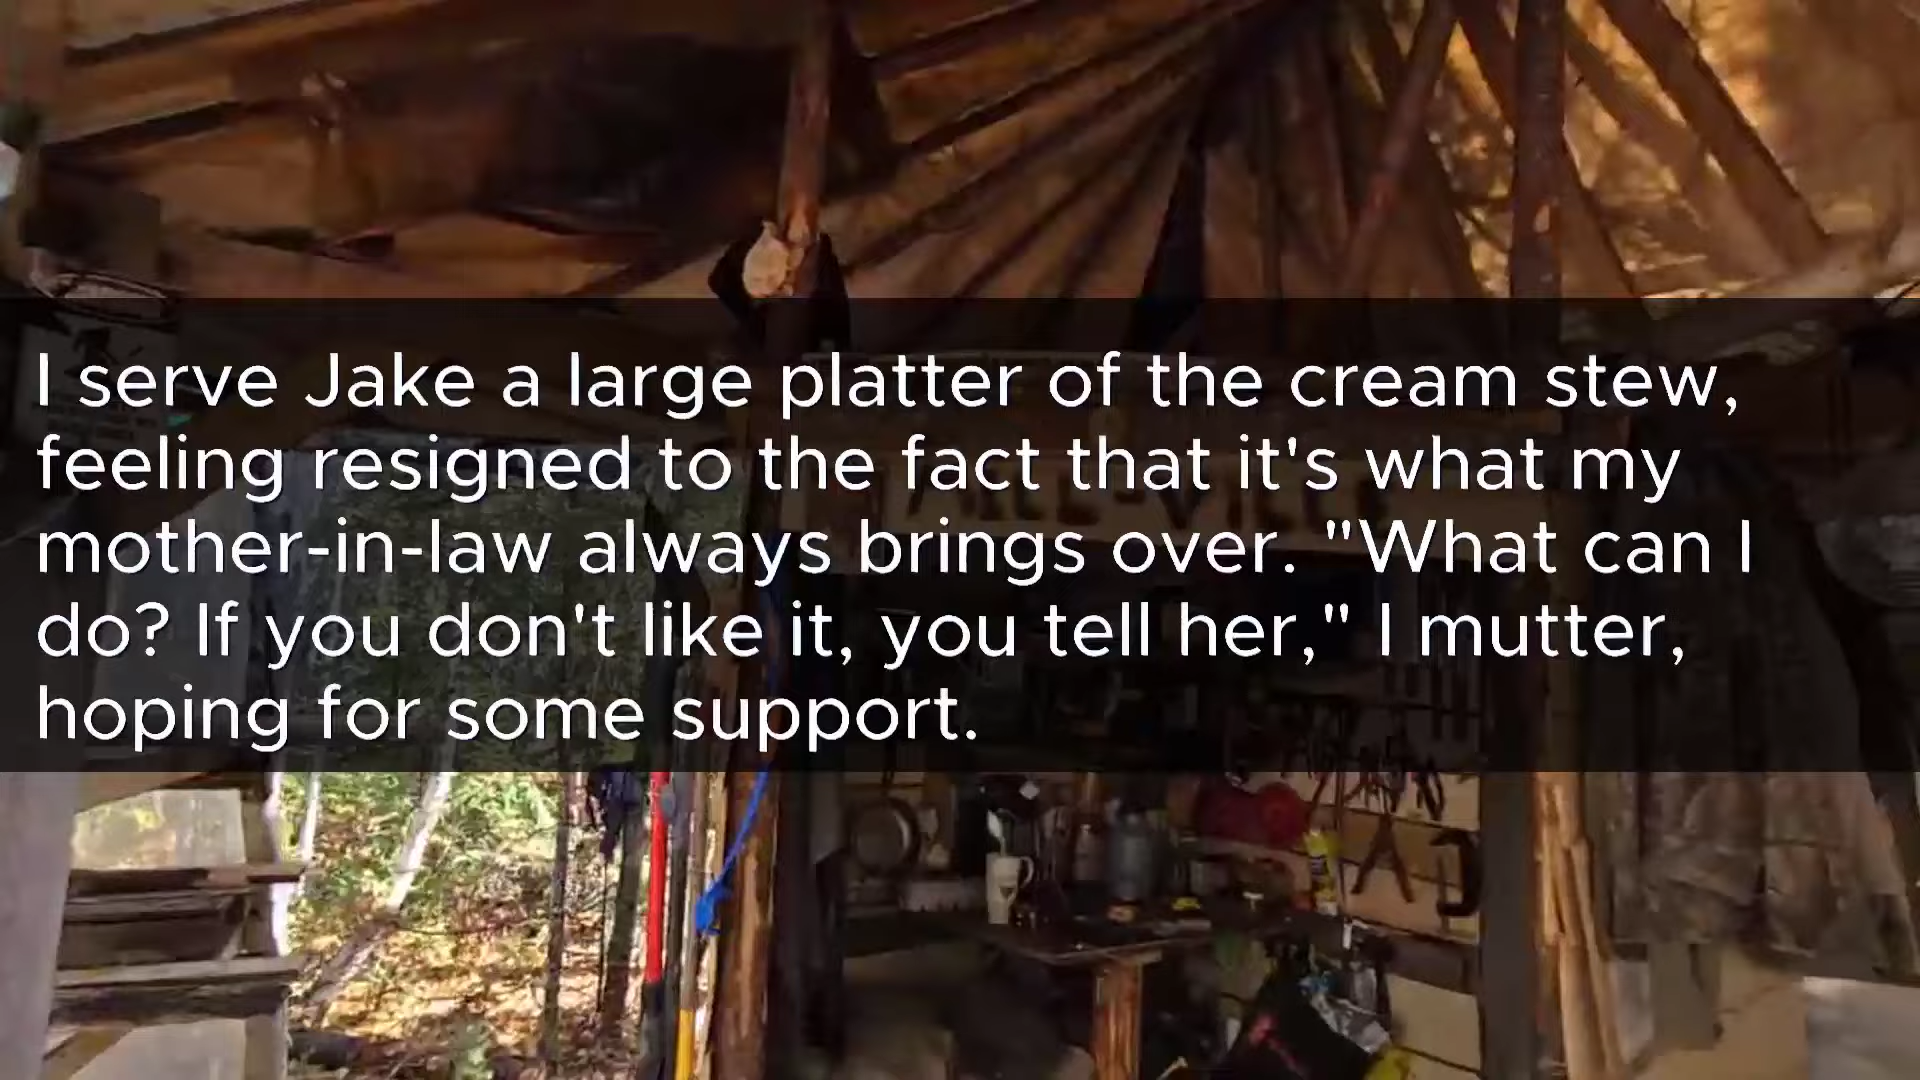 I serve Jake a large platter of the cream stew,
feeling resigned to the fact that it's what my
mother-in-law always brings over. "What can I
do? If you don't like it, you tell her," I mutter,
hoping for some support.